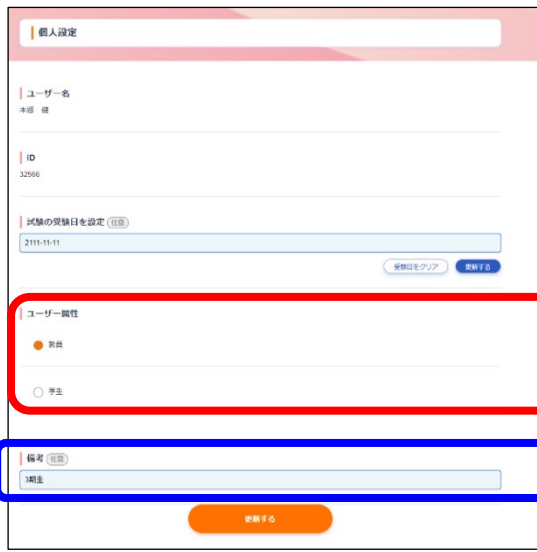 個人設定
ユーザー名
本郷 健
ID
32566
試験の受験日を設定 任意
2111-11-11
受験日をクリア 更新する
ユーザー属性
教員
学生
備考 任意
3期生
更新する